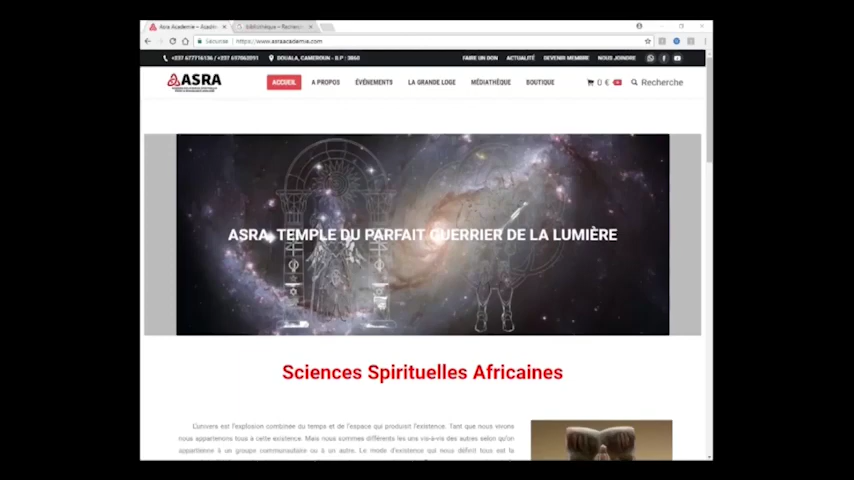 Asra Academie – Académ
Bibliothèque – Recherch
Sécurisé https://www.asraacademie.com
+237 677716136 / +237 697863911 DOUALA, CAMEROUN - B.P : 3860 FAIRE UN DON ACTUALITÉ DEVENIR MEMBRE NOUS JOINDRE
ASRA ACCUEIL A PROPOS ÉVÉNEMENTS LA GRANDE LOGE MÉDIATHÈQUE BOUTIQUE 0 € Recherche
ASRA, TEMPLE DU PARFAIT GUERRIER DE LA LUMIÈRE
Sciences Spirituelles Africaines
L'univers est l'explosion combinée du temps et de l'espace qui produisit l'existence. Tant que nous vivons
nous appartenons tous à cette existence. Mais nous sommes différents les uns vis-à-vis des autres selon qu'on
appartienne à un groupe communautaire ou à un autre. Le mode d'existence qui nous définit tous est la